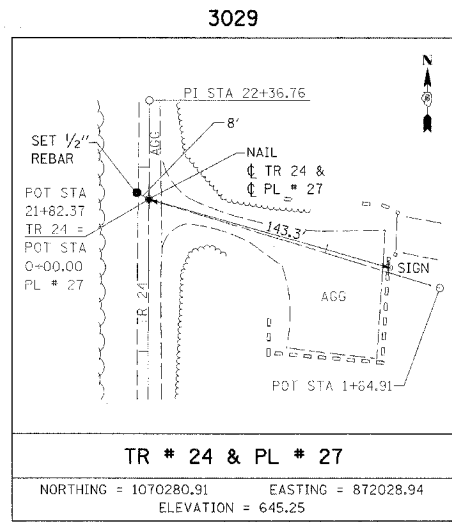 3029
N
PI STA 22+36.76
AGG
8'
SET 1/2"
REBAR
NAIL
℄ TR 24 &
℄ PL # 27
POT STA
21+82.37
TR 24 =
POT STA
0+00.00
PL # 27
143.3'
SIGN
TR 24
AGG
POT STA 1+64.91
TR # 24 & PL # 27
NORTHING = 1070280.91 EASTING = 872028.94
ELEVATION = 645.25